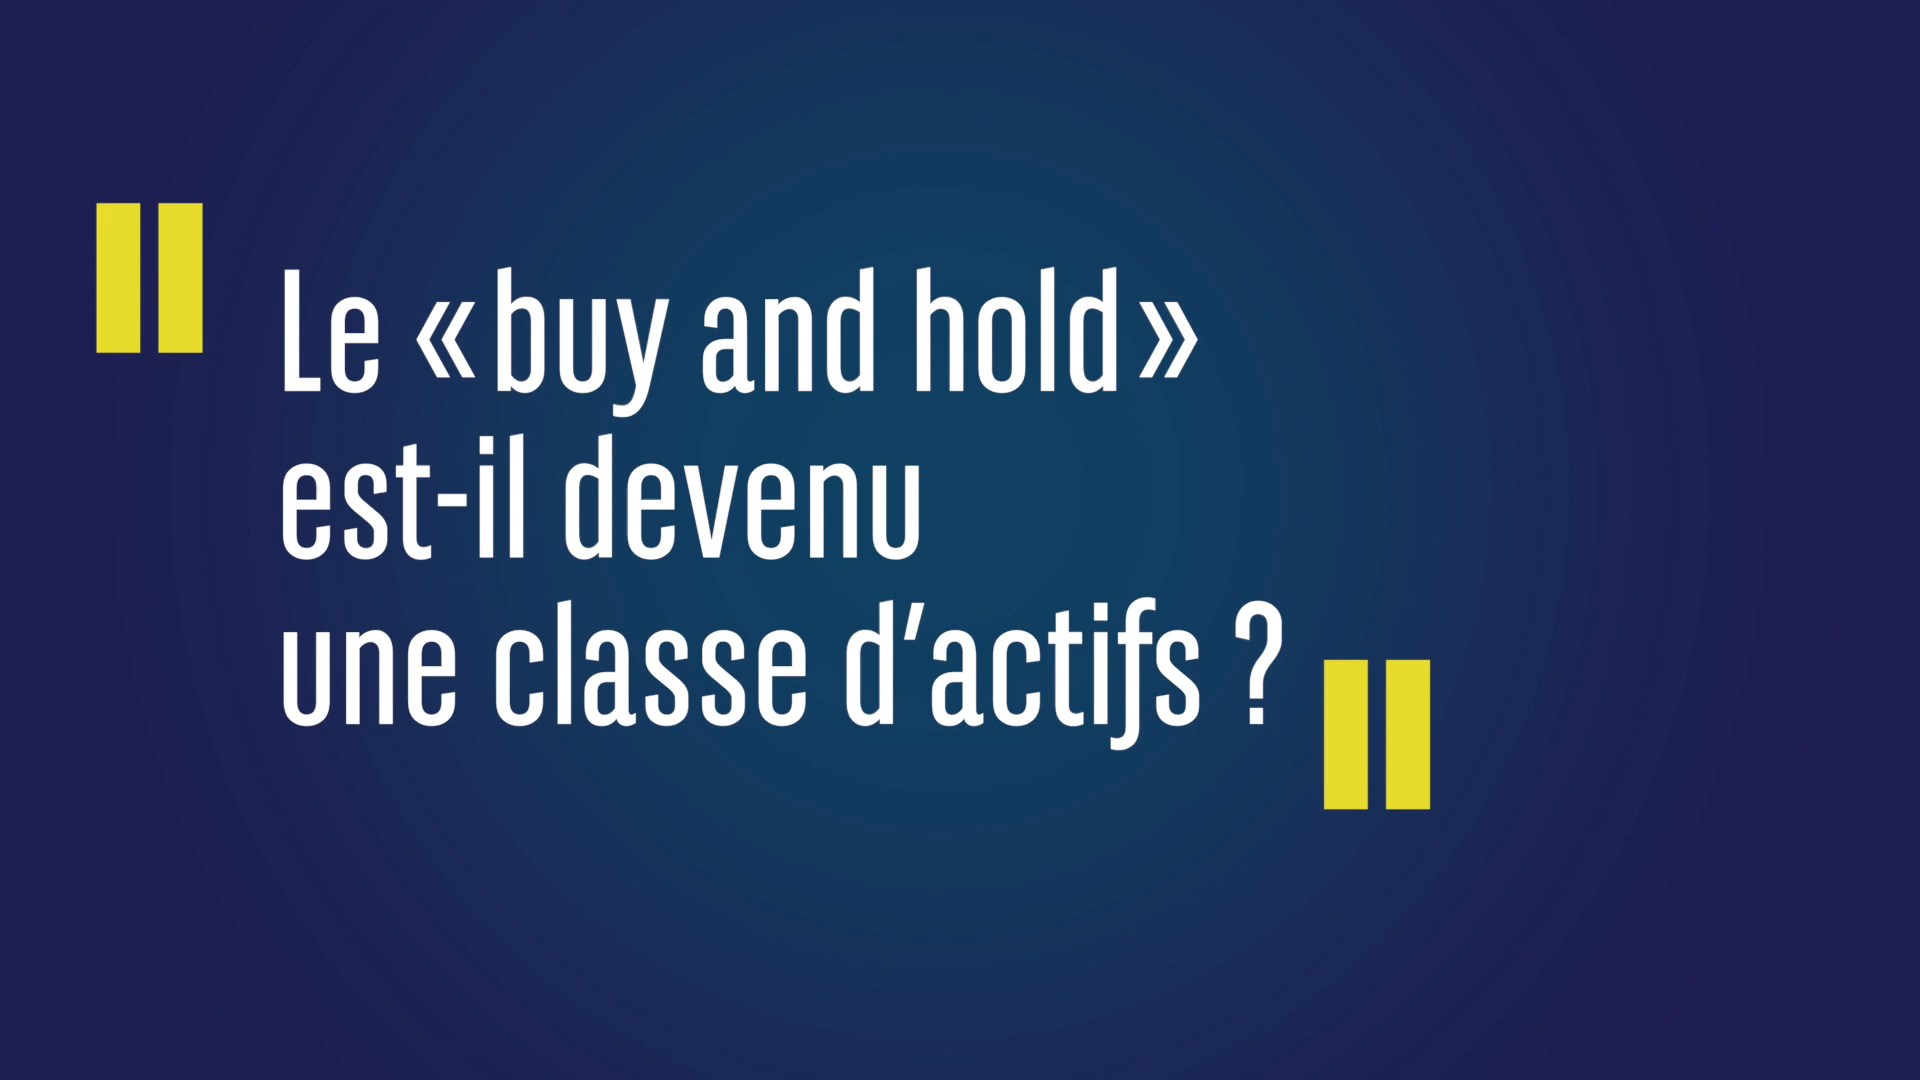 Le « buy and hold »
est-il devenu
une classe d’actifs ?